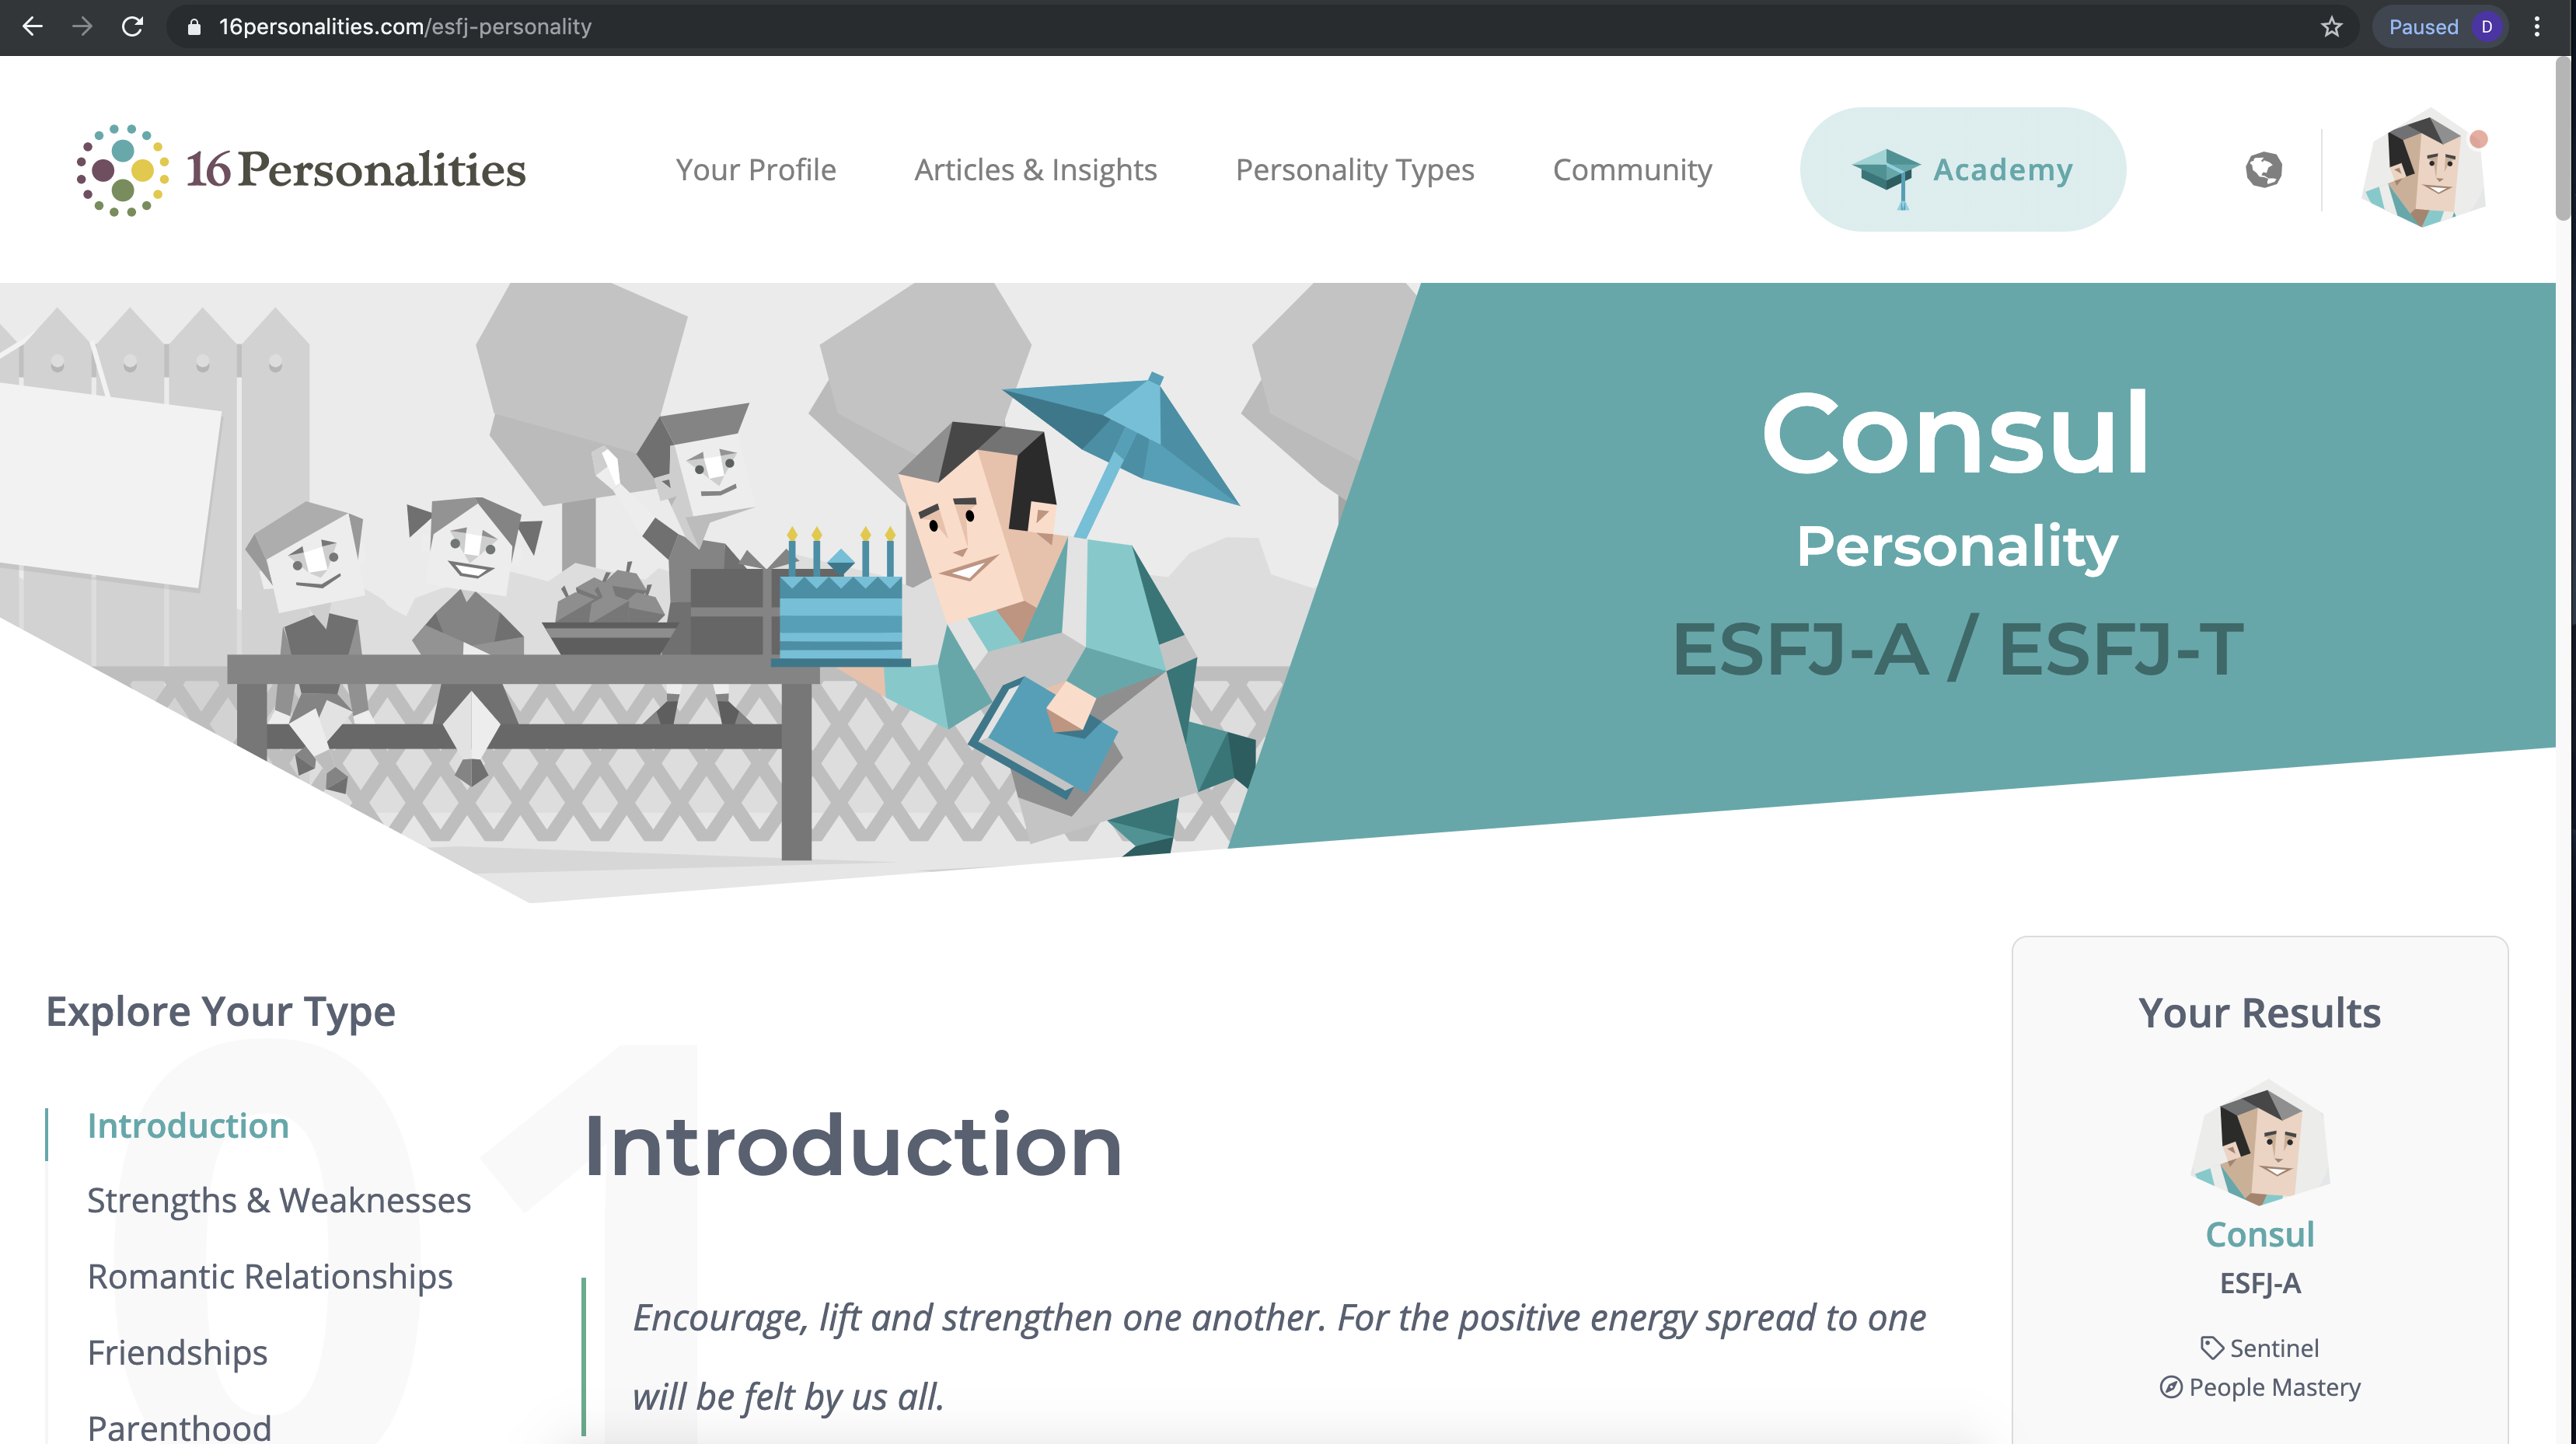 16personalities.com/esfj-personality
Paused D
16Personalities
Your Profile
Articles & Insights
Personality Types
Community
Academy
Consul
Personality
ESFJ-A / ESFJ-T
Explore Your Type
01
Introduction
Strengths & Weaknesses
Romantic Relationships
Friendships
Parenthood
Introduction
Encourage, lift and strengthen one another. For the positive energy spread to one
will be felt by us all.
Your Results
Consul
ESFJ-A
Sentinel
People Mastery